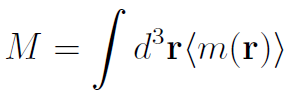 M = ∫ d³𝐫⟨m(𝐫)⟩